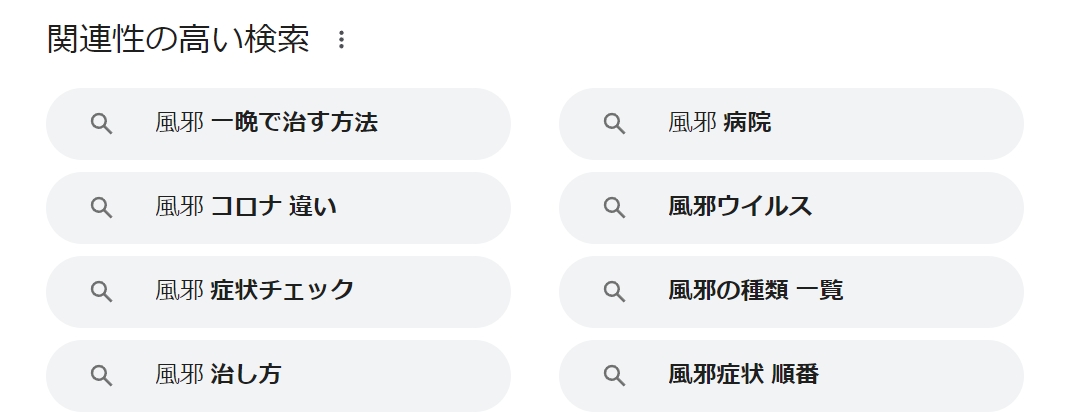 関連性の高い検索
風邪 一晩で治す方法
風邪 病院
風邪 コロナ 違い
風邪ウイルス
風邪 症状チェック
風邪の種類 一覧
風邪 治し方
風邪症状 順番